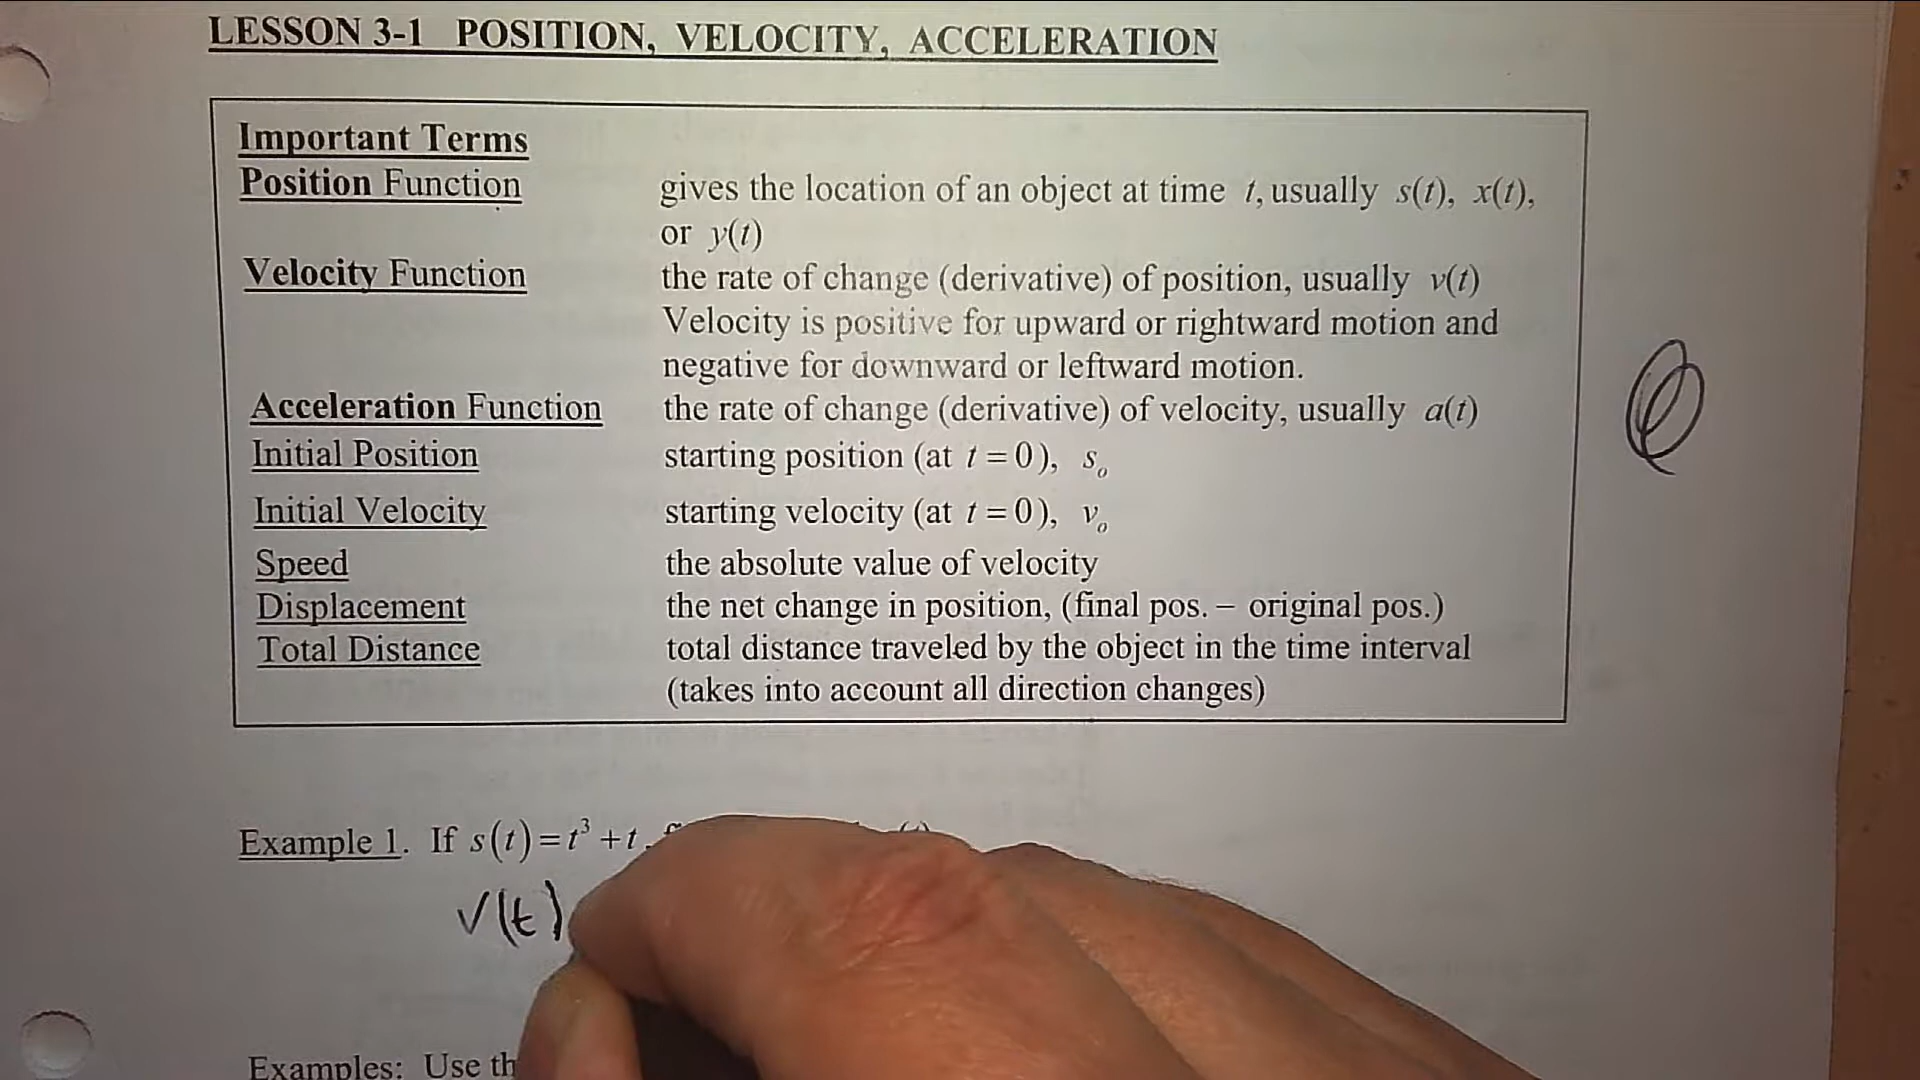 LESSON 3-1 POSITION, VELOCITY, ACCELERATION
Important Terms
Position Function gives the location of an object at time t, usually s(t), x(t),
or y(t)
Velocity Function the rate of change (derivative) of position, usually v(t)
Velocity is positive for upward or rightward motion and
negative for downward or leftward motion.
Acceleration Function the rate of change (derivative) of velocity, usually a(t)
Initial Position starting position (at t = 0), sₒ
Initial Velocity starting velocity (at t = 0), vₒ
Speed the absolute value of velocity
Displacement the net change in position, (final pos. – original pos.)
Total Distance total distance traveled by the object in the time interval
(takes into account all direction changes)
Example 1. If s(t) = t³ + t,
v(t)
Examples: Use